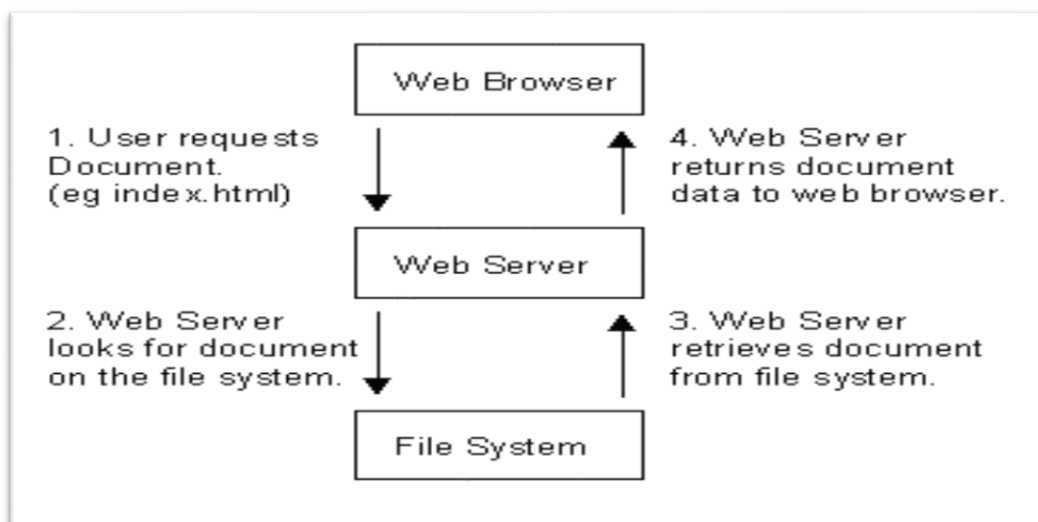 Web Browser
1. User requests
Document.
(eg index.html)
4. Web Server
returns document
data to web browser.
Web Server
2. Web Server
looks for document
on the file system.
3. Web Server
retrieves document
from file system.
File System